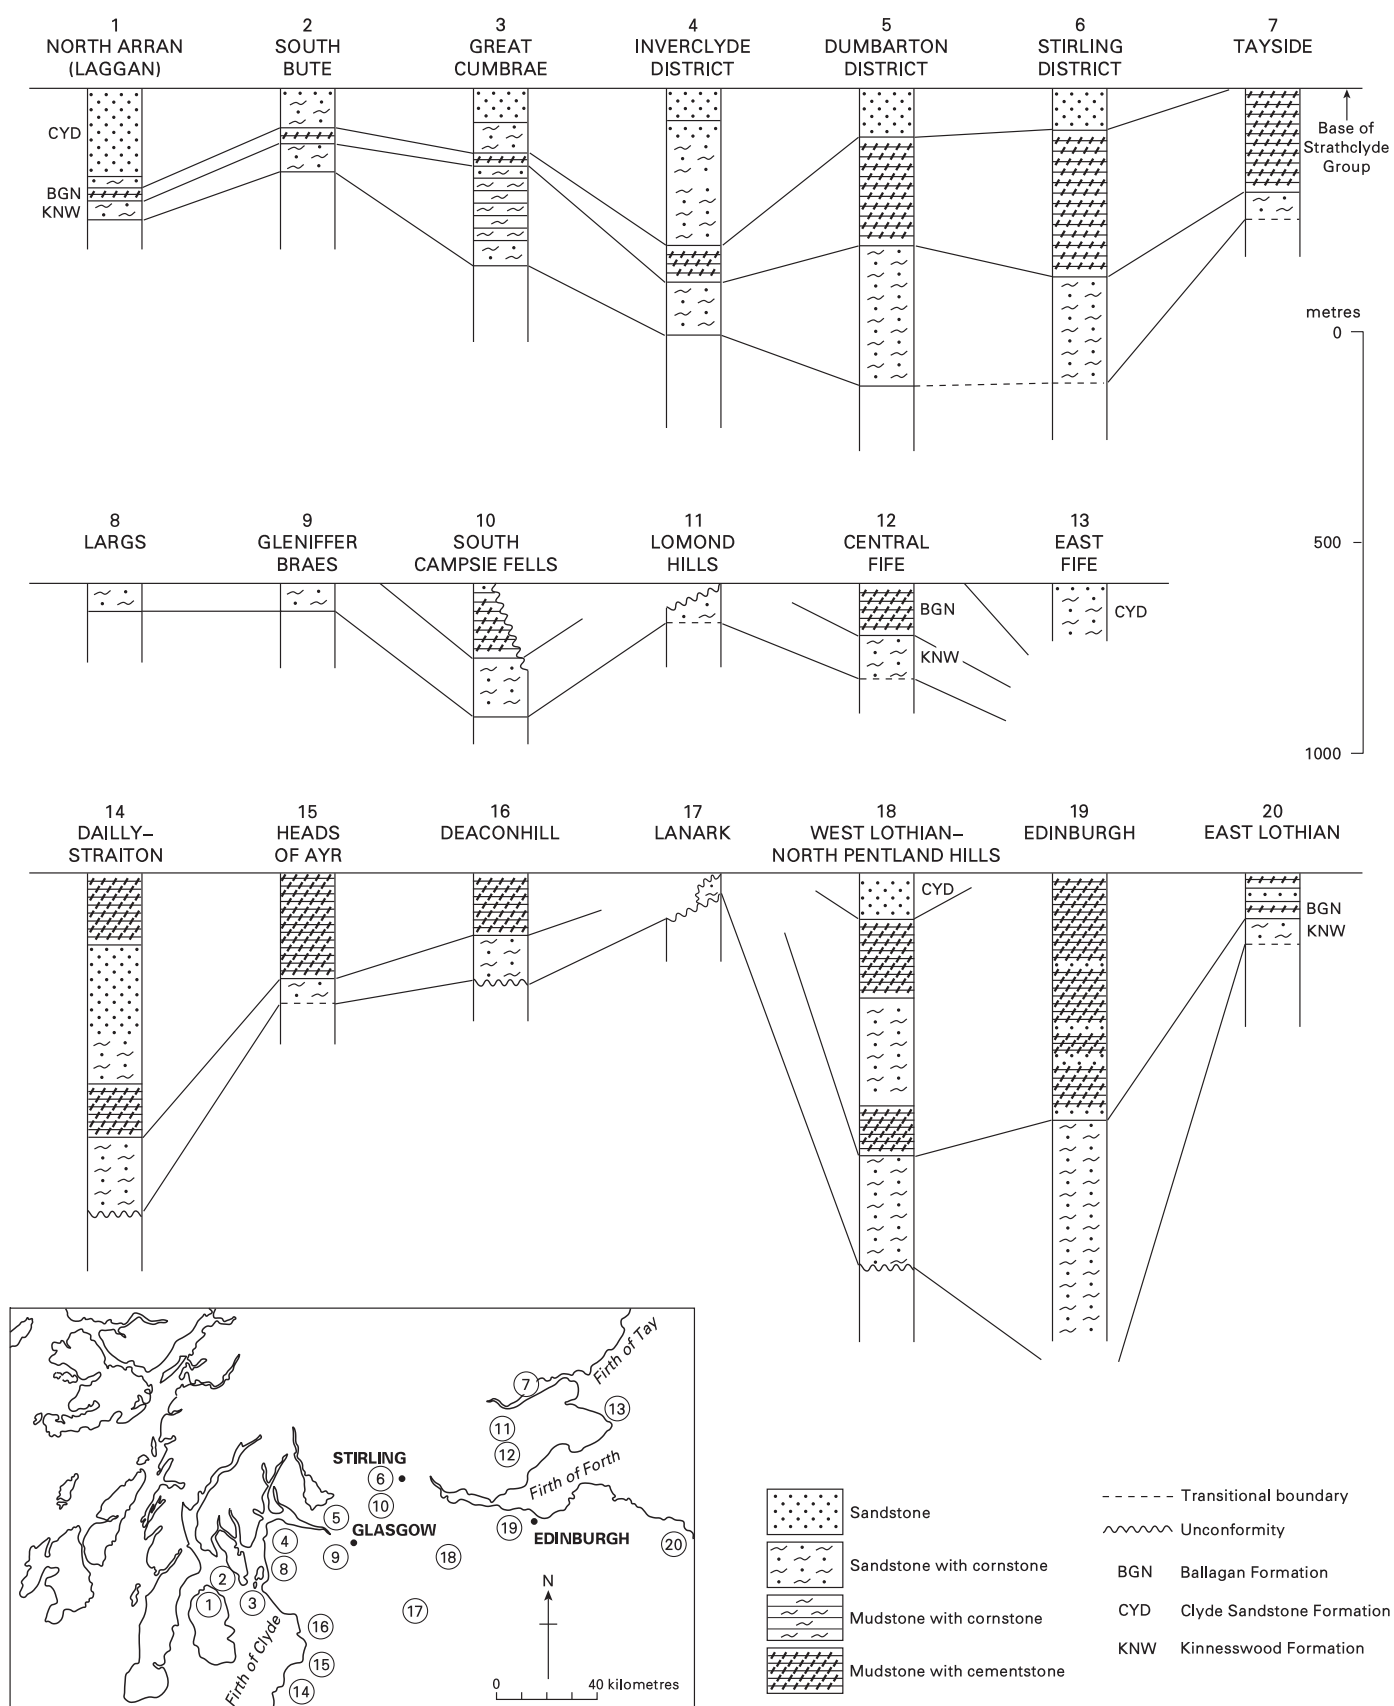 1
NORTH ARRAN
(LAGGAN)
2
SOUTH
BUTE
3
GREAT
CUMBRAE
4
INVERCLYDE
DISTRICT
5
DUMBARTON
DISTRICT
6
STIRLING
DISTRICT
7
TAYSIDE
CYD
BGN
KNW
Base of
Strathclyde
Group
metres
0
500
1000
8
LARGS
9
GLENIFFER
BRAES
10
SOUTH
CAMPSIE FELLS
11
LOMOND
HILLS
12
CENTRAL
FIFE
13
EAST
FIFE
BGN
KNW
CYD
14
DAILLY–
STRAITON
15
HEADS
OF AYR
16
DEACONHILL
17
LANARK
18
WEST LOTHIAN–
NORTH PENTLAND HILLS
19
EDINBURGH
20
EAST LOTHIAN
CYD
BGN
KNW
Firth of Tay
7
13
11
12
STIRLING
6
Firth of Forth
10
5
GLASGOW
19
EDINBURGH
4
20
9
18
8
2
1
3
17
N
16
Firth of Clyde
15
14
0
40 kilometres
Sandstone
Sandstone with cornstone
Mudstone with cornstone
Mudstone with cementstone
Transitional boundary
Unconformity
BGN Ballagan Formation
CYD Clyde Sandstone Formation
KNW Kinnesswood Formation